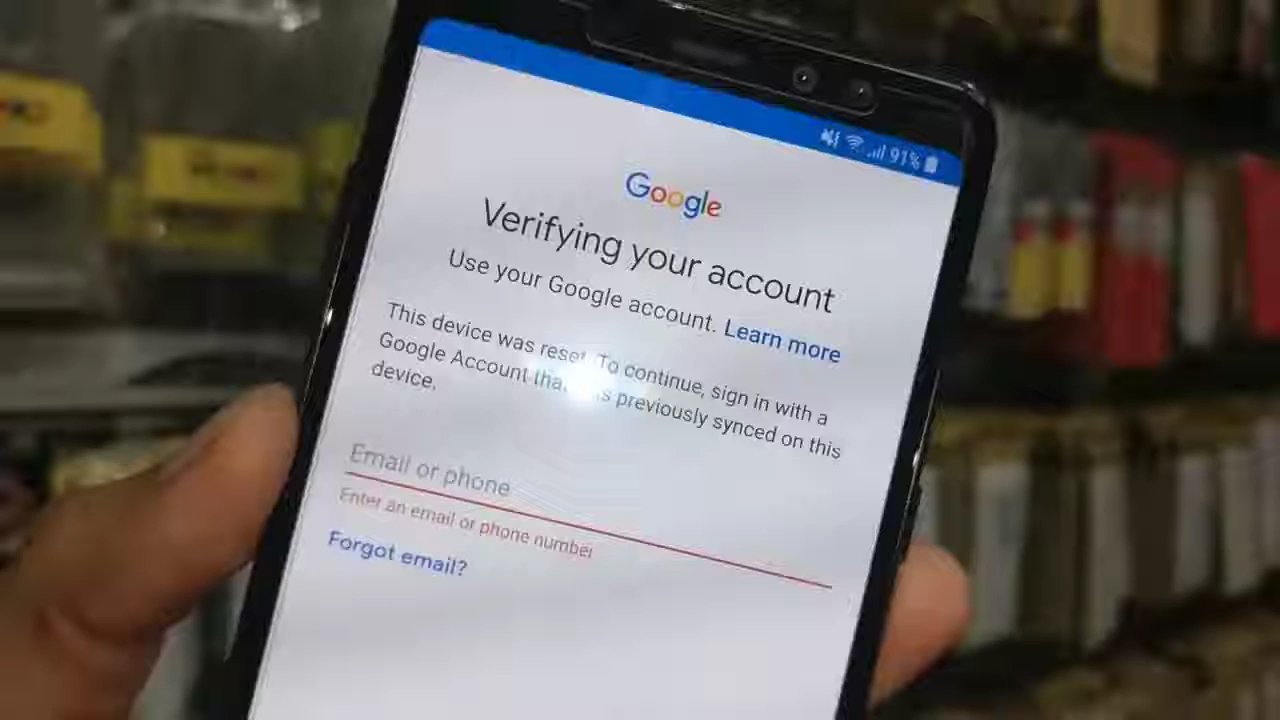 91%
Google
Verifying your account
Use your Google account. Learn more
This device was reset. To continue, sign in with a
Google Account that was previously synced on this
device.
Email or phone
Enter an email or phone number
Forgot email?